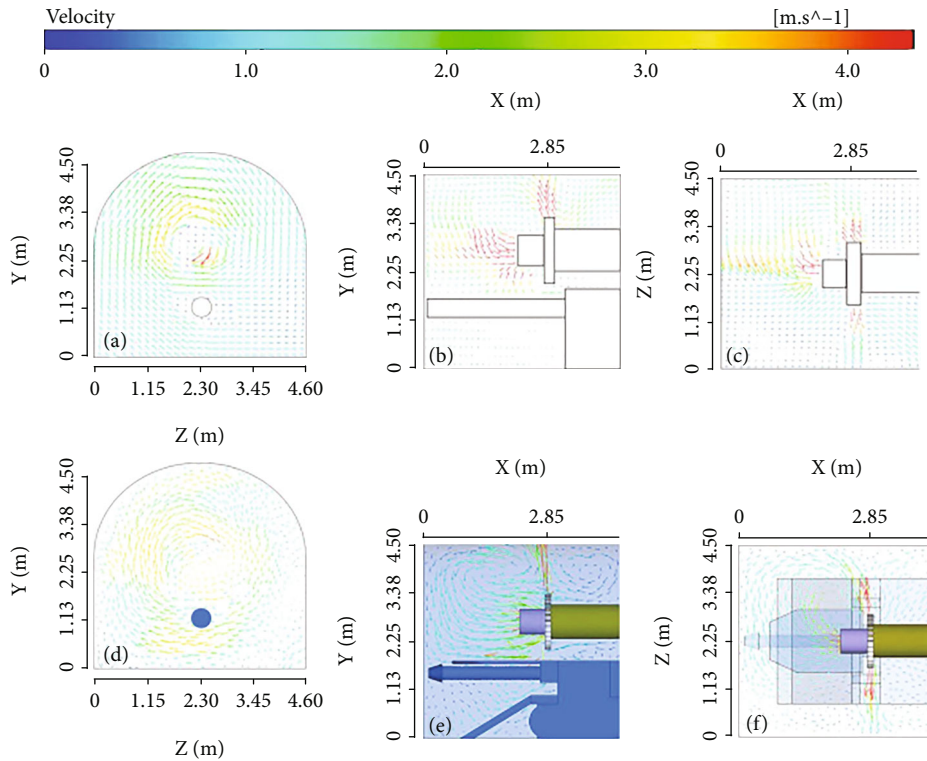 Velocity [m.s^–1]
0 1.0 2.0 3.0 4.0
X (m) X (m)
0 2.85 0 2.85
Y (m) 4.50 3.38 2.25 1.13 0
(a)
0 1.15 2.30 3.45 4.60
Z (m)
Y (m) 4.50 3.38 2.25 1.13 0
(b)
Z (m) 4.50 3.38 2.25 1.13 0
(c)
X (m) X (m)
0 2.85 0 2.85
Y (m) 4.50 3.38 2.25 1.13 0
(d)
0 1.15 2.30 3.45 4.60
Z (m)
Y (m) 4.50 3.38 2.25 1.13 0
(e)
Z (m) 4.50 3.38 2.25 1.13 0
(f)